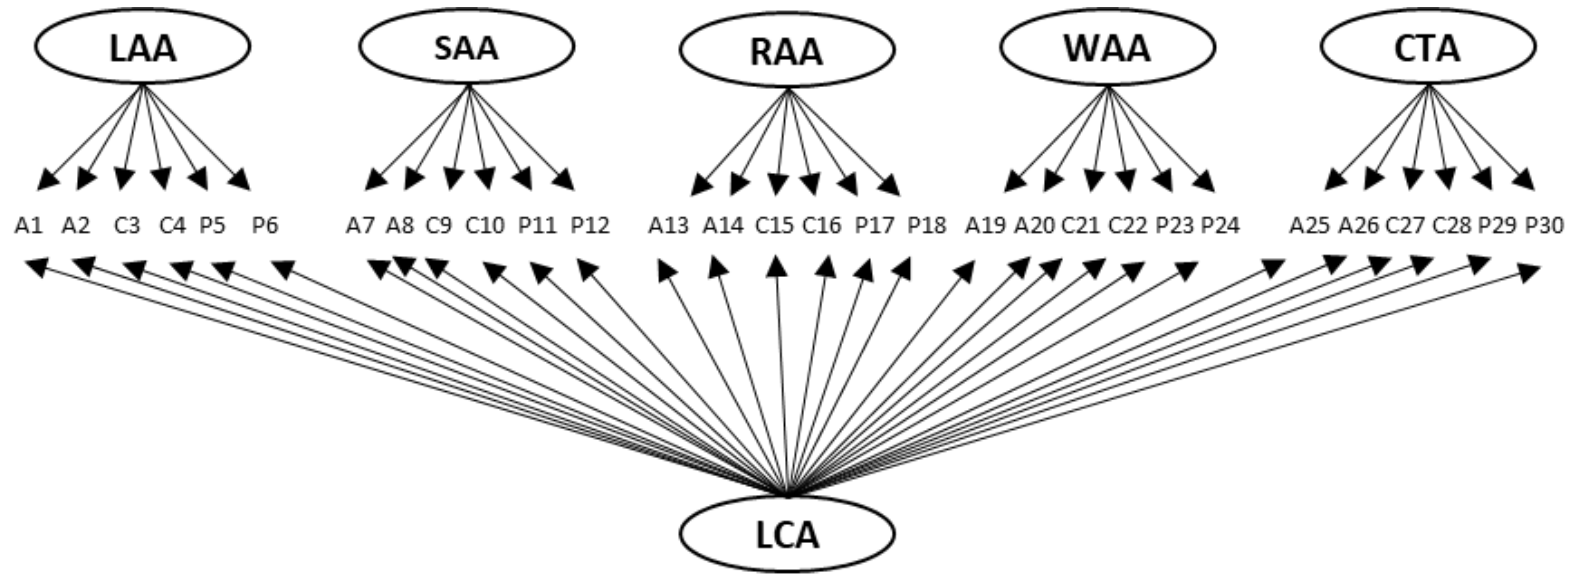 LAA SAA RAA WAA CTA
A1 A2 C3 C4 P5 P6 A7 A8 C9 C10 P11 P12 A13 A14 C15 C16 P17 P18 A19 A20 C21 C22 P23 P24 A25 A26 C27 C28 P29 P30
LCA